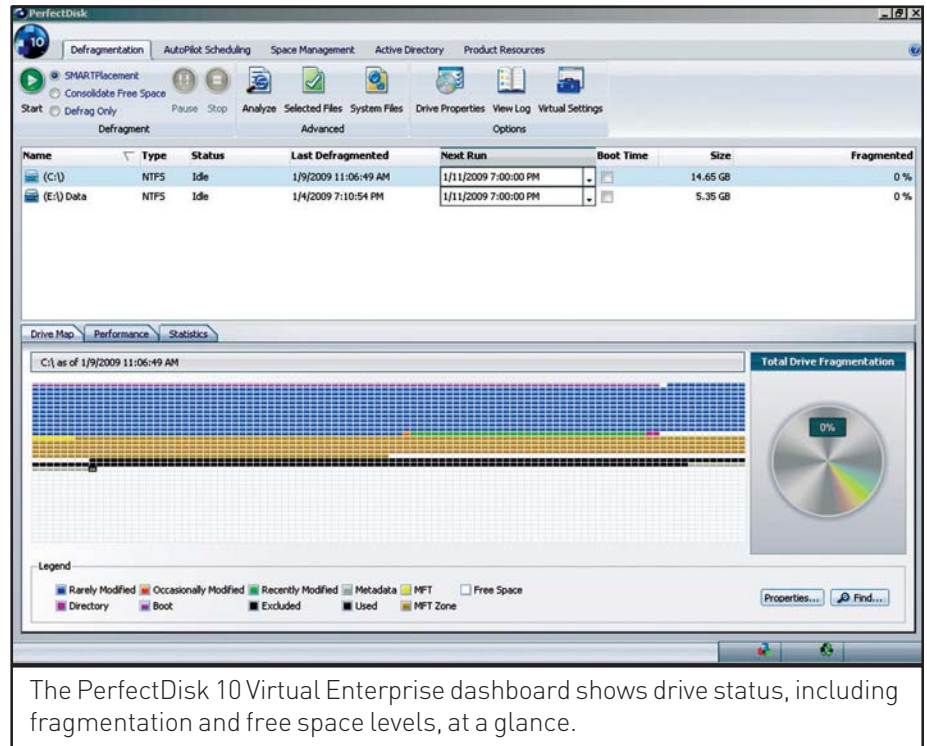 PerfectDisk
10
Defragmentation AutoPilot Scheduling Space Management Active Directory Product Resources
SMARTPlacement
Consolidate Free Space
Defrag Only
Start Pause Stop Analyze Selected Files System Files Drive Properties View Log Virtual Settings
Defragment Advanced Options
Name Type Status Last Defragmented Next Run Boot Time Size Fragmented
(C:\) NTFS Idle 1/9/2009 11:06:49 AM 1/11/2009 7:00:00 PM 14.65 GB 0 %
(E:\) Data NTFS Idle 1/4/2009 7:10:54 PM 1/11/2009 7:00:00 PM 5.35 GB 0 %
Drive Map Performance Statistics
C:\ as of 1/9/2009 11:06:49 AM
Total Drive Fragmentation
0%
Legend
Rarely Modified Occasionally Modified Recently Modified Metadata MFT Free Space
Directory Boot Excluded Used MFT Zone
Properties... Find...
The PerfectDisk 10 Virtual Enterprise dashboard shows drive status, including
fragmentation and free space levels, at a glance.